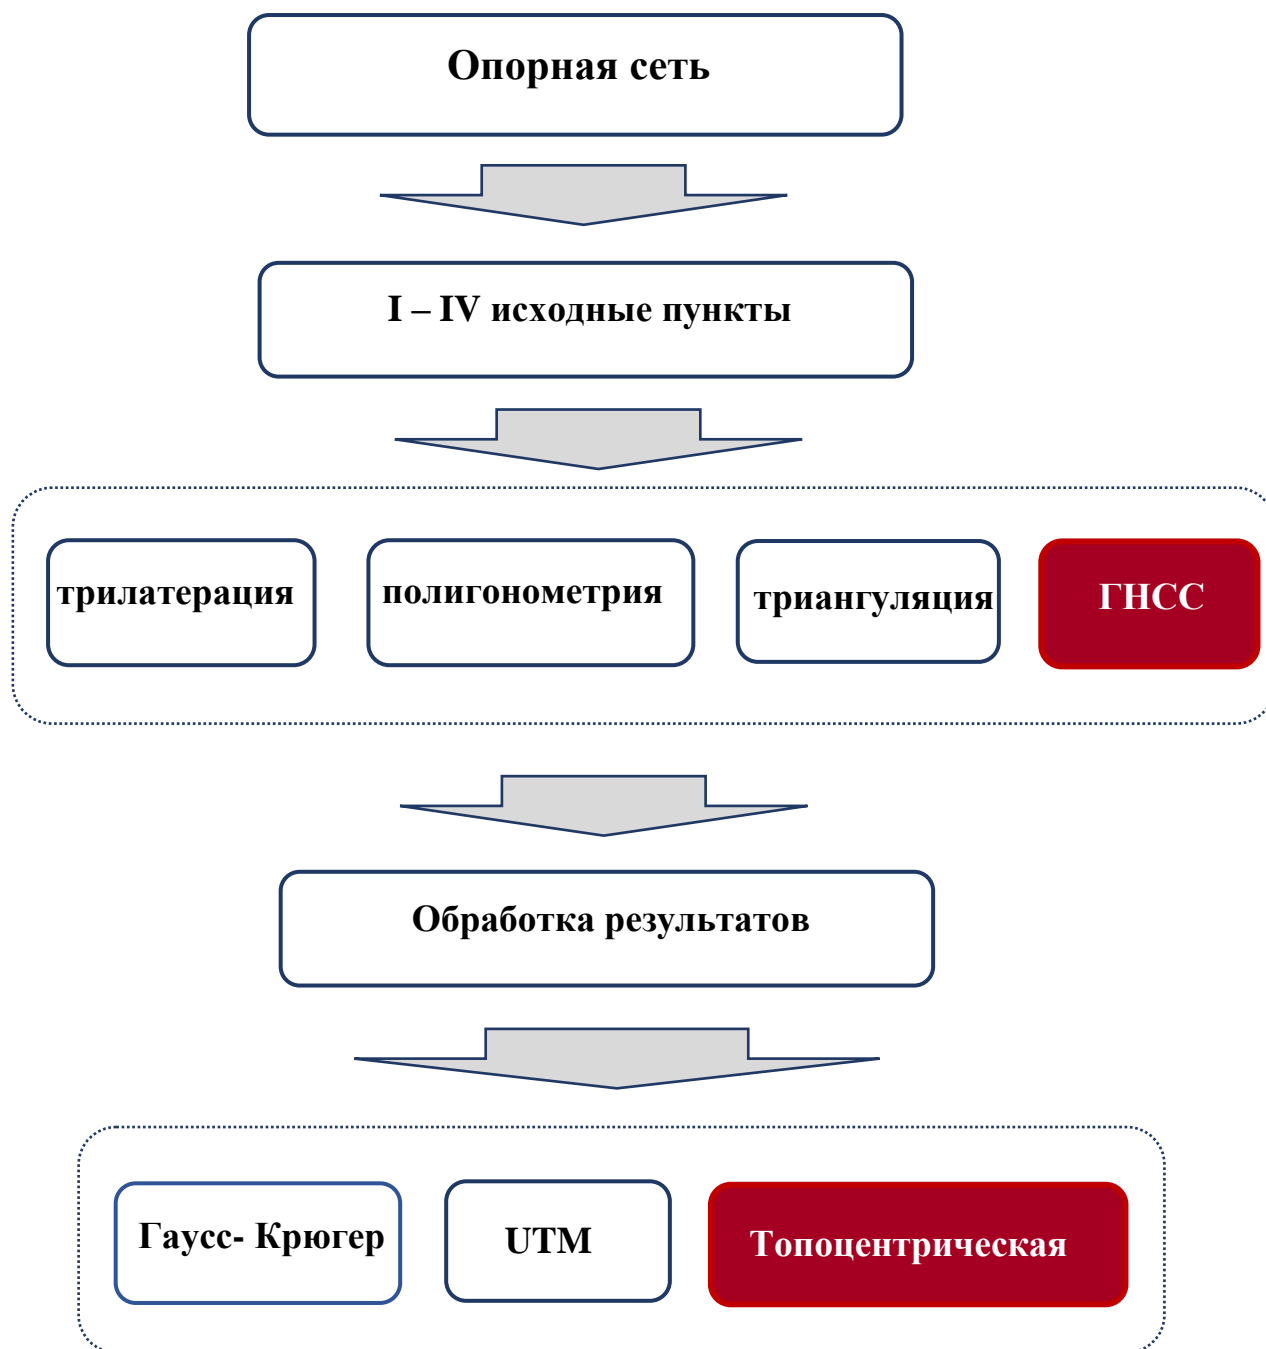 Опорная сеть
I – IV исходные пункты
трилатерация
полигонометрия
триангуляция
ГНСС
Обработка результатов
Гаусс- Крюгер
UTM
Топоцентрическая